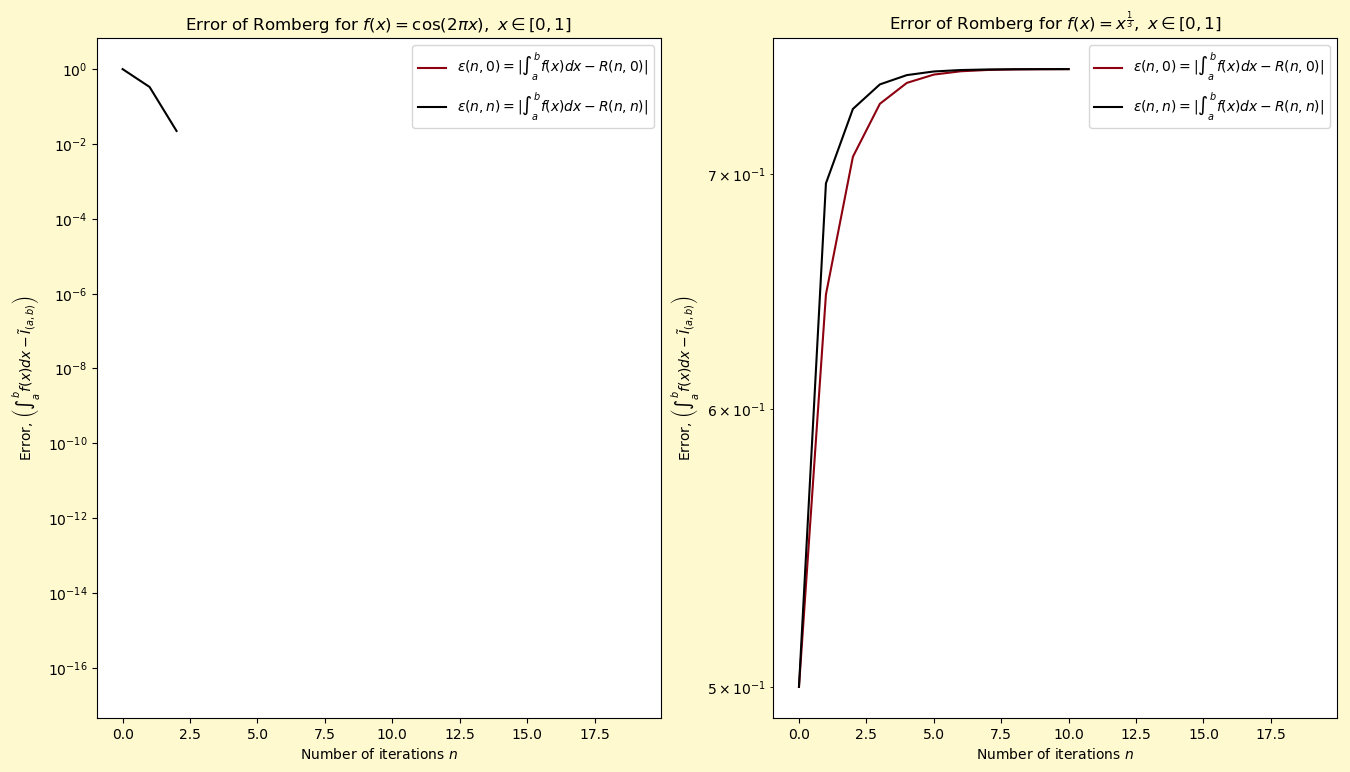 Error of Romberg for f(x) = cos(2πx), x ∈ [0, 1]
ε(n, 0) = |∫_a^b f(x)dx − R(n, 0)|
ε(n, n) = |∫_a^b f(x)dx − R(n, n)|
10^0
10^−2
10^−4
10^−6
10^−8
10^−10
10^−12
10^−14
10^−16
Error, (∫_a^b f(x)dx − Ĩ_(a, b))
0.0 2.5 5.0 7.5 10.0 12.5 15.0 17.5
Number of iterations n
Error of Romberg for f(x) = x^(1/3), x ∈ [0, 1]
ε(n, 0) = |∫_a^b f(x)dx − R(n, 0)|
ε(n, n) = |∫_a^b f(x)dx − R(n, n)|
7 × 10^−1
6 × 10^−1
5 × 10^−1
Error, (∫_a^b f(x)dx − Ĩ_(a, b))
0.0 2.5 5.0 7.5 10.0 12.5 15.0 17.5
Number of iterations n